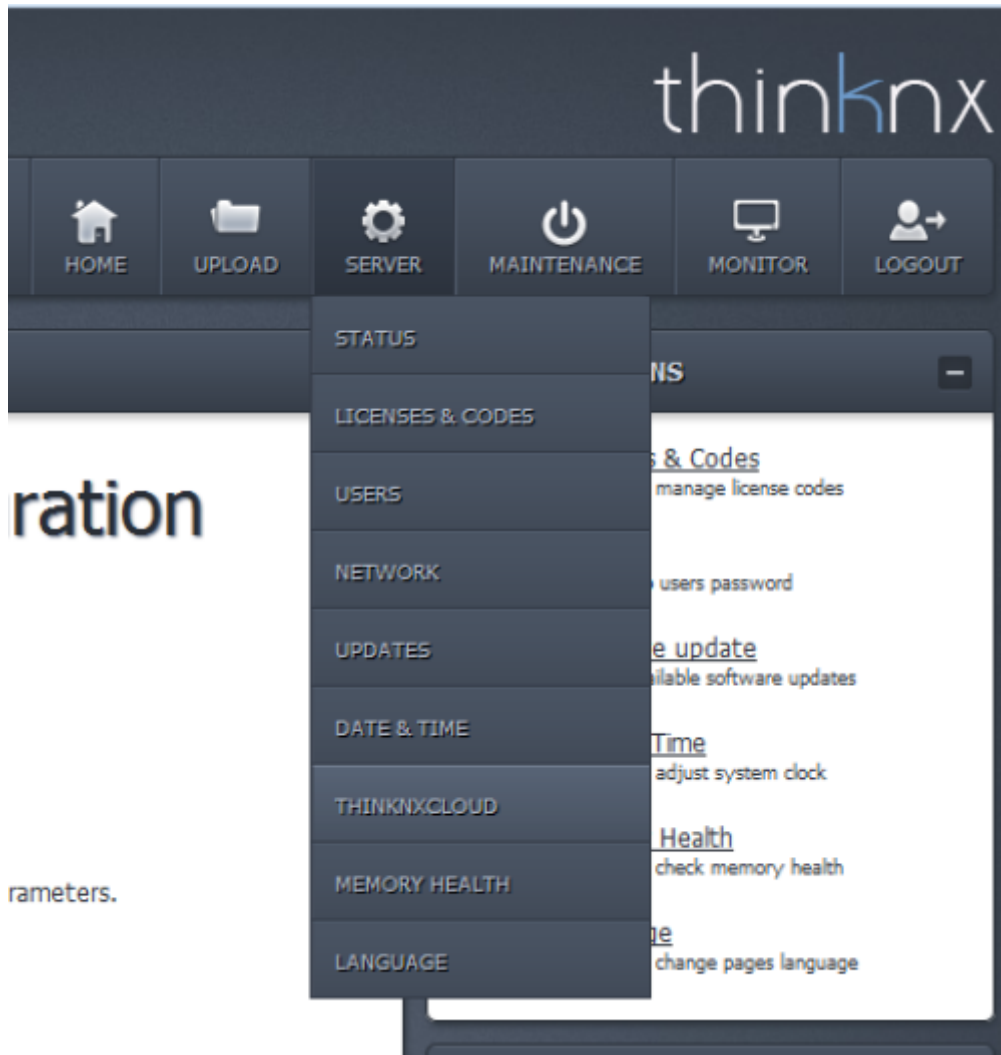 thinknx
HOME
UPLOAD
SERVER
MAINTENANCE
MONITOR
LOGOUT
STATUS
LICENSES & CODES
USERS
NETWORK
UPDATES
DATE & TIME
THINKNXCLOUD
MEMORY HEALTH
LANGUAGE
NS
& Codes
manage license codes
users password
update
software updates
Time
adjust system clock
Health
check memory health
change pages language
ration
rameters.